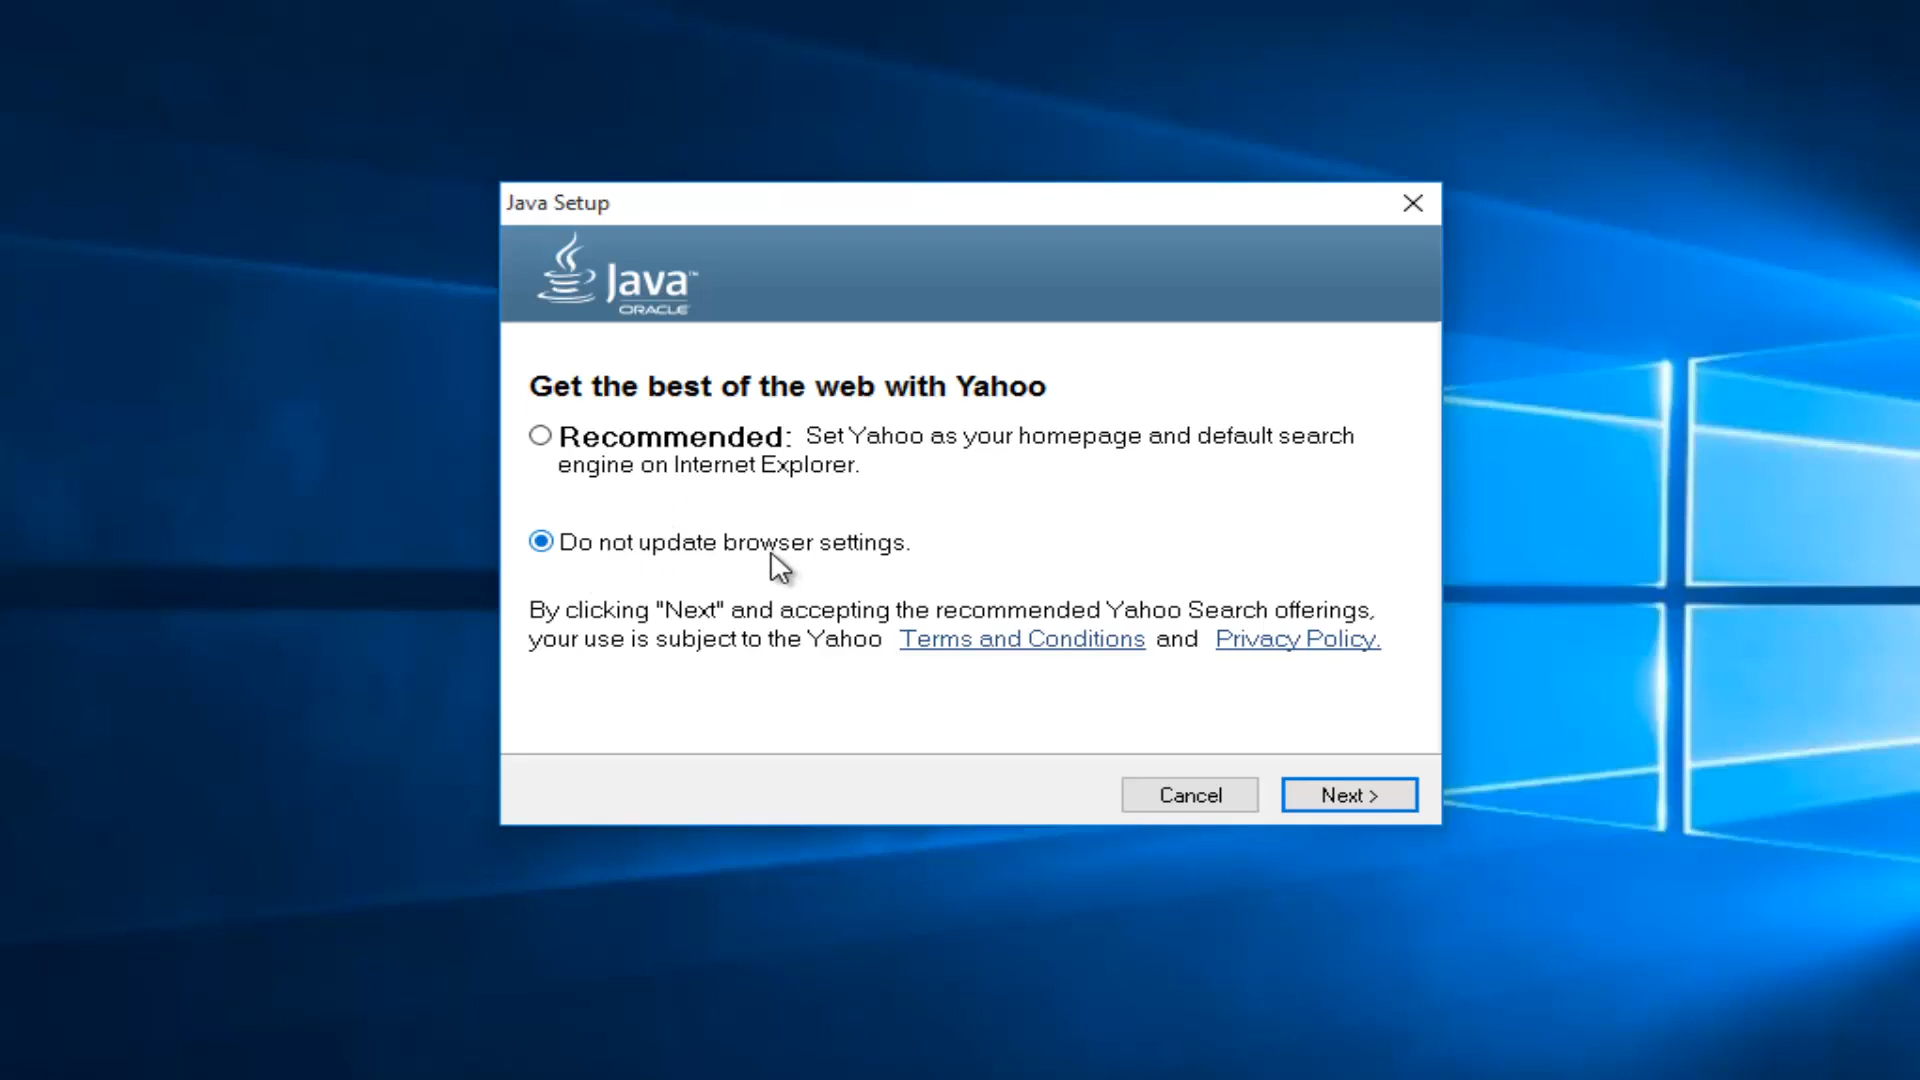 Java Setup
Java™
ORACLE
Get the best of the web with Yahoo
Recommended: Set Yahoo as your homepage and default search
engine on Internet Explorer.
Do not update browser settings.
By clicking "Next" and accepting the recommended Yahoo Search offerings,
your use is subject to the Yahoo Terms and Conditions and Privacy Policy.
Cancel
Next >